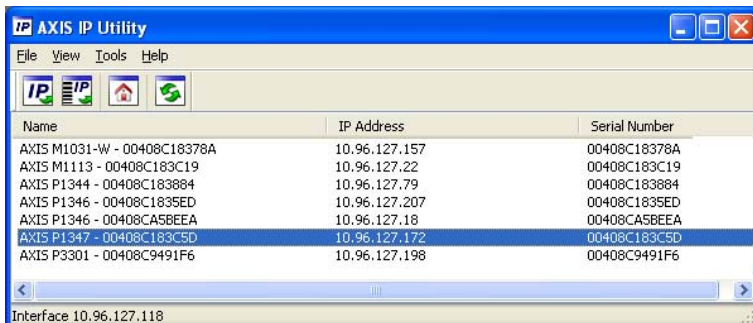 IP AXIS IP Utility
File View Tools Help
IP IP
Name IP Address Serial Number
AXIS M1031-W - 00408C18378A 10.96.127.157 00408C18378A
AXIS M1113 - 00408C183C19 10.96.127.22 00408C183C19
AXIS P1344 - 00408C183884 10.96.127.79 00408C183884
AXIS P1346 - 00408C1835ED 10.96.127.207 00408C1835ED
AXIS P1346 - 00408CA5BEEA 10.96.127.18 00408CA5BEEA
AXIS P1347 - 00408C183C5D 10.96.127.172 00408C183C5D
AXIS P3301 - 00408C9491F6 10.96.127.198 00408C9491F6
Interface 10.96.127.118